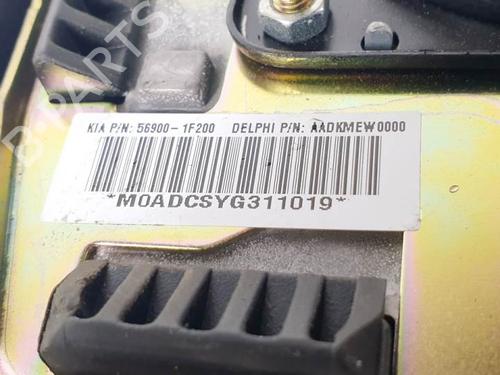 B-PARTS
KIA P/N: 56900-1F200 DELPHI P/N: AADKMEW0000
*M0ADCSYG311019*